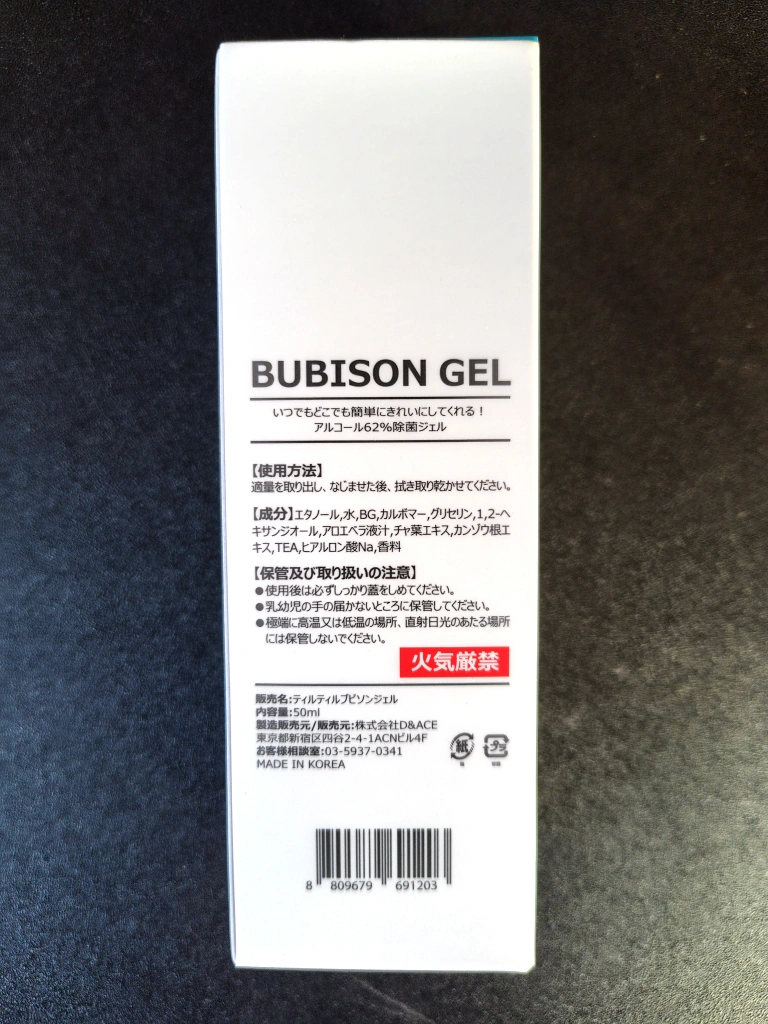 BUBISON GEL
いつでもどこでも簡単にきれいにしてくれる！
アルコール62%除菌ジェル
【使用方法】
適量を取り出し、なじませた後、拭き取り乾かせてください。
【成分】エタノール,水,BG,カルボマー,グリセリン,1,2-ヘ
キサンジオール,アロエベラ液汁,チャ葉エキス,カンゾウ根エ
キス,TEA,ヒアルロン酸Na,香料
【保管及び取り扱いの注意】
●使用後は必ずしっかり蓋をしめてください。
●乳幼児の手の届かないところに保管してください。
●極端に高温又は低温の場所、直射日光のあたる場所
には保管しないでください。
火気厳禁
販売名:ティルティルブビソンジェル
内容量:50ml
製造販売元/販売元:株式会社D&ACE
東京都新宿区四谷2-4-1ACNビル4F
お客様相談室:03-5937-0341
MADE IN KOREA
紙 プラ
8 809679 691203